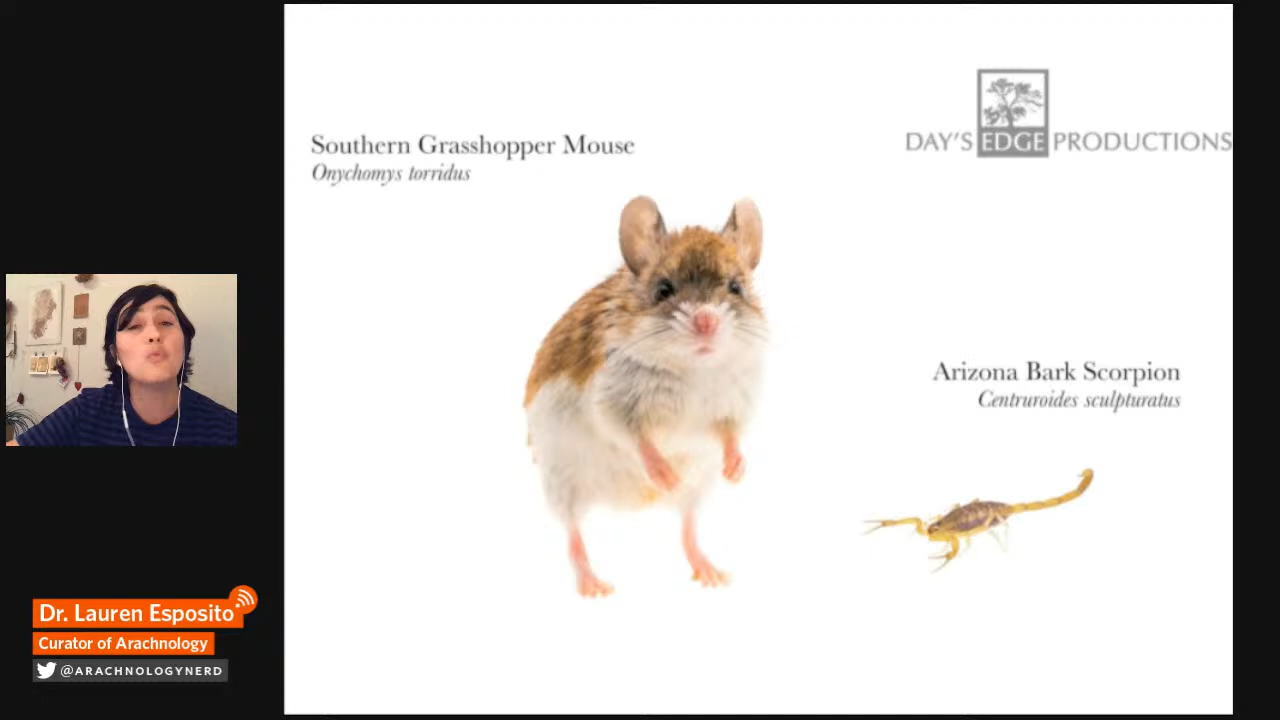 Southern Grasshopper Mouse
Onychomys torridus
DAY'S EDGE PRODUCTIONS
Arizona Bark Scorpion
Centruroides sculpturatus
Dr. Lauren Esposito
Curator of Arachnology
@ARACHNOLOGYNERD